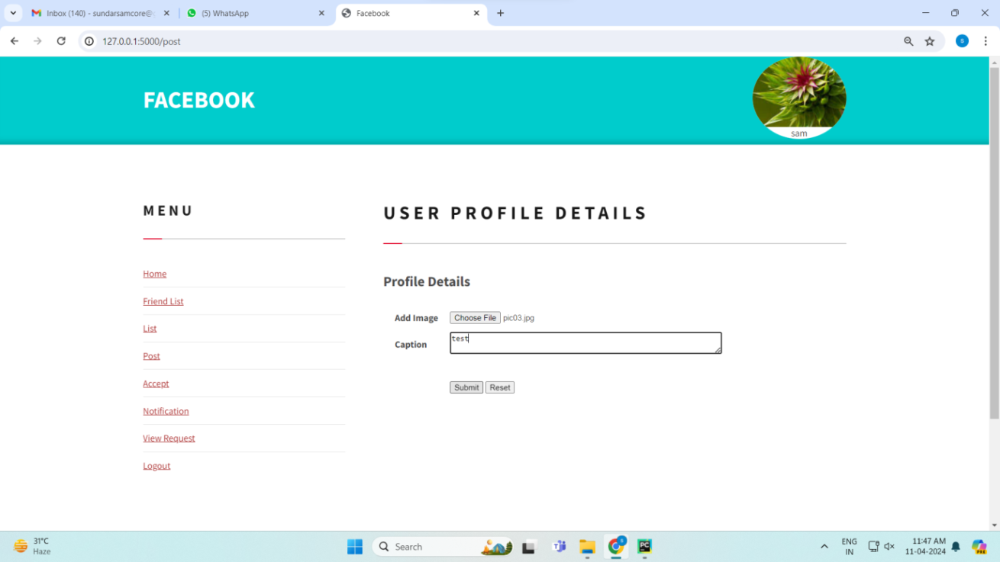 Inbox (140) - sundarsamcore@
(5) WhatsApp
Facebook
127.0.0.1:5000/post
FACEBOOK
sam
MENU
Home
Friend List
List
Post
Accept
Notification
View Request
Logout
USER PROFILE DETAILS
Profile Details
Add Image Choose File pic03.jpg
Caption test
Submit Reset
31°C
Haze
Search
ENG
IN
11:47 AM
11-04-2024